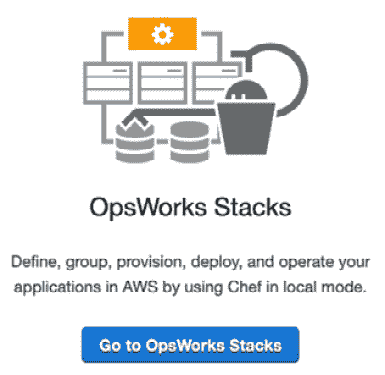 OpsWorks Stacks
Define, group, provision, deploy, and operate your
applications in AWS by using Chef in local mode.
Go to OpsWorks Stacks